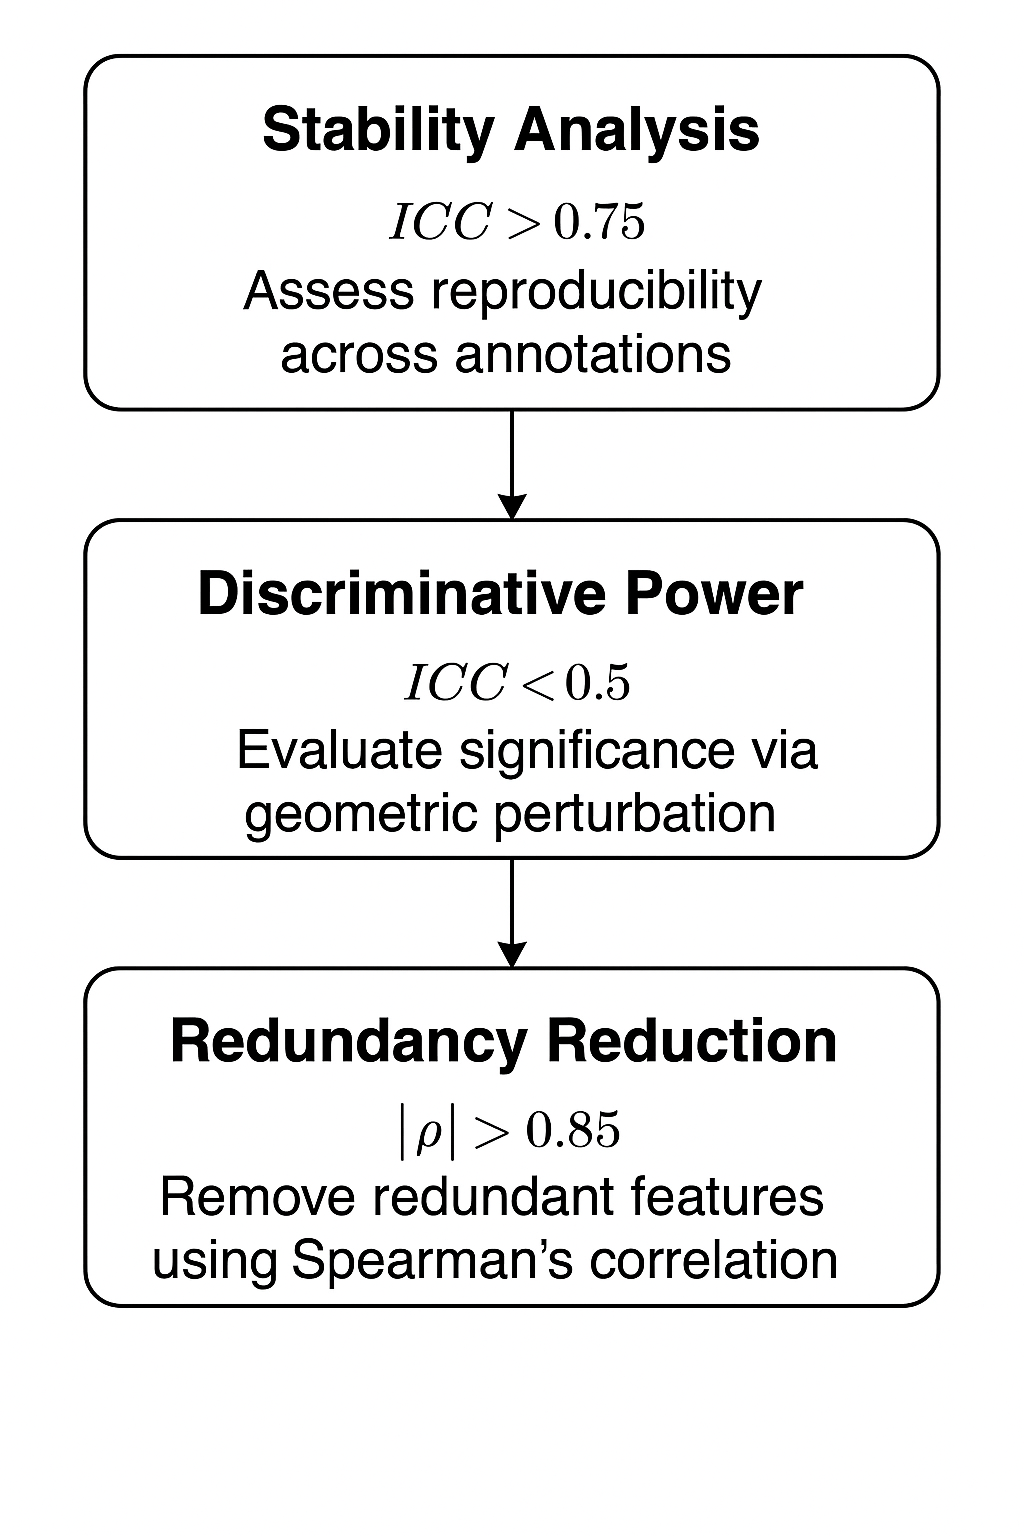 Stability Analysis
ICC > 0.75
Assess reproducibility
across annotations
Discriminative Power
ICC < 0.5
Evaluate significance via
geometric perturbation
Redundancy Reduction
|ρ| > 0.85
Remove redundant features
using Spearman’s correlation